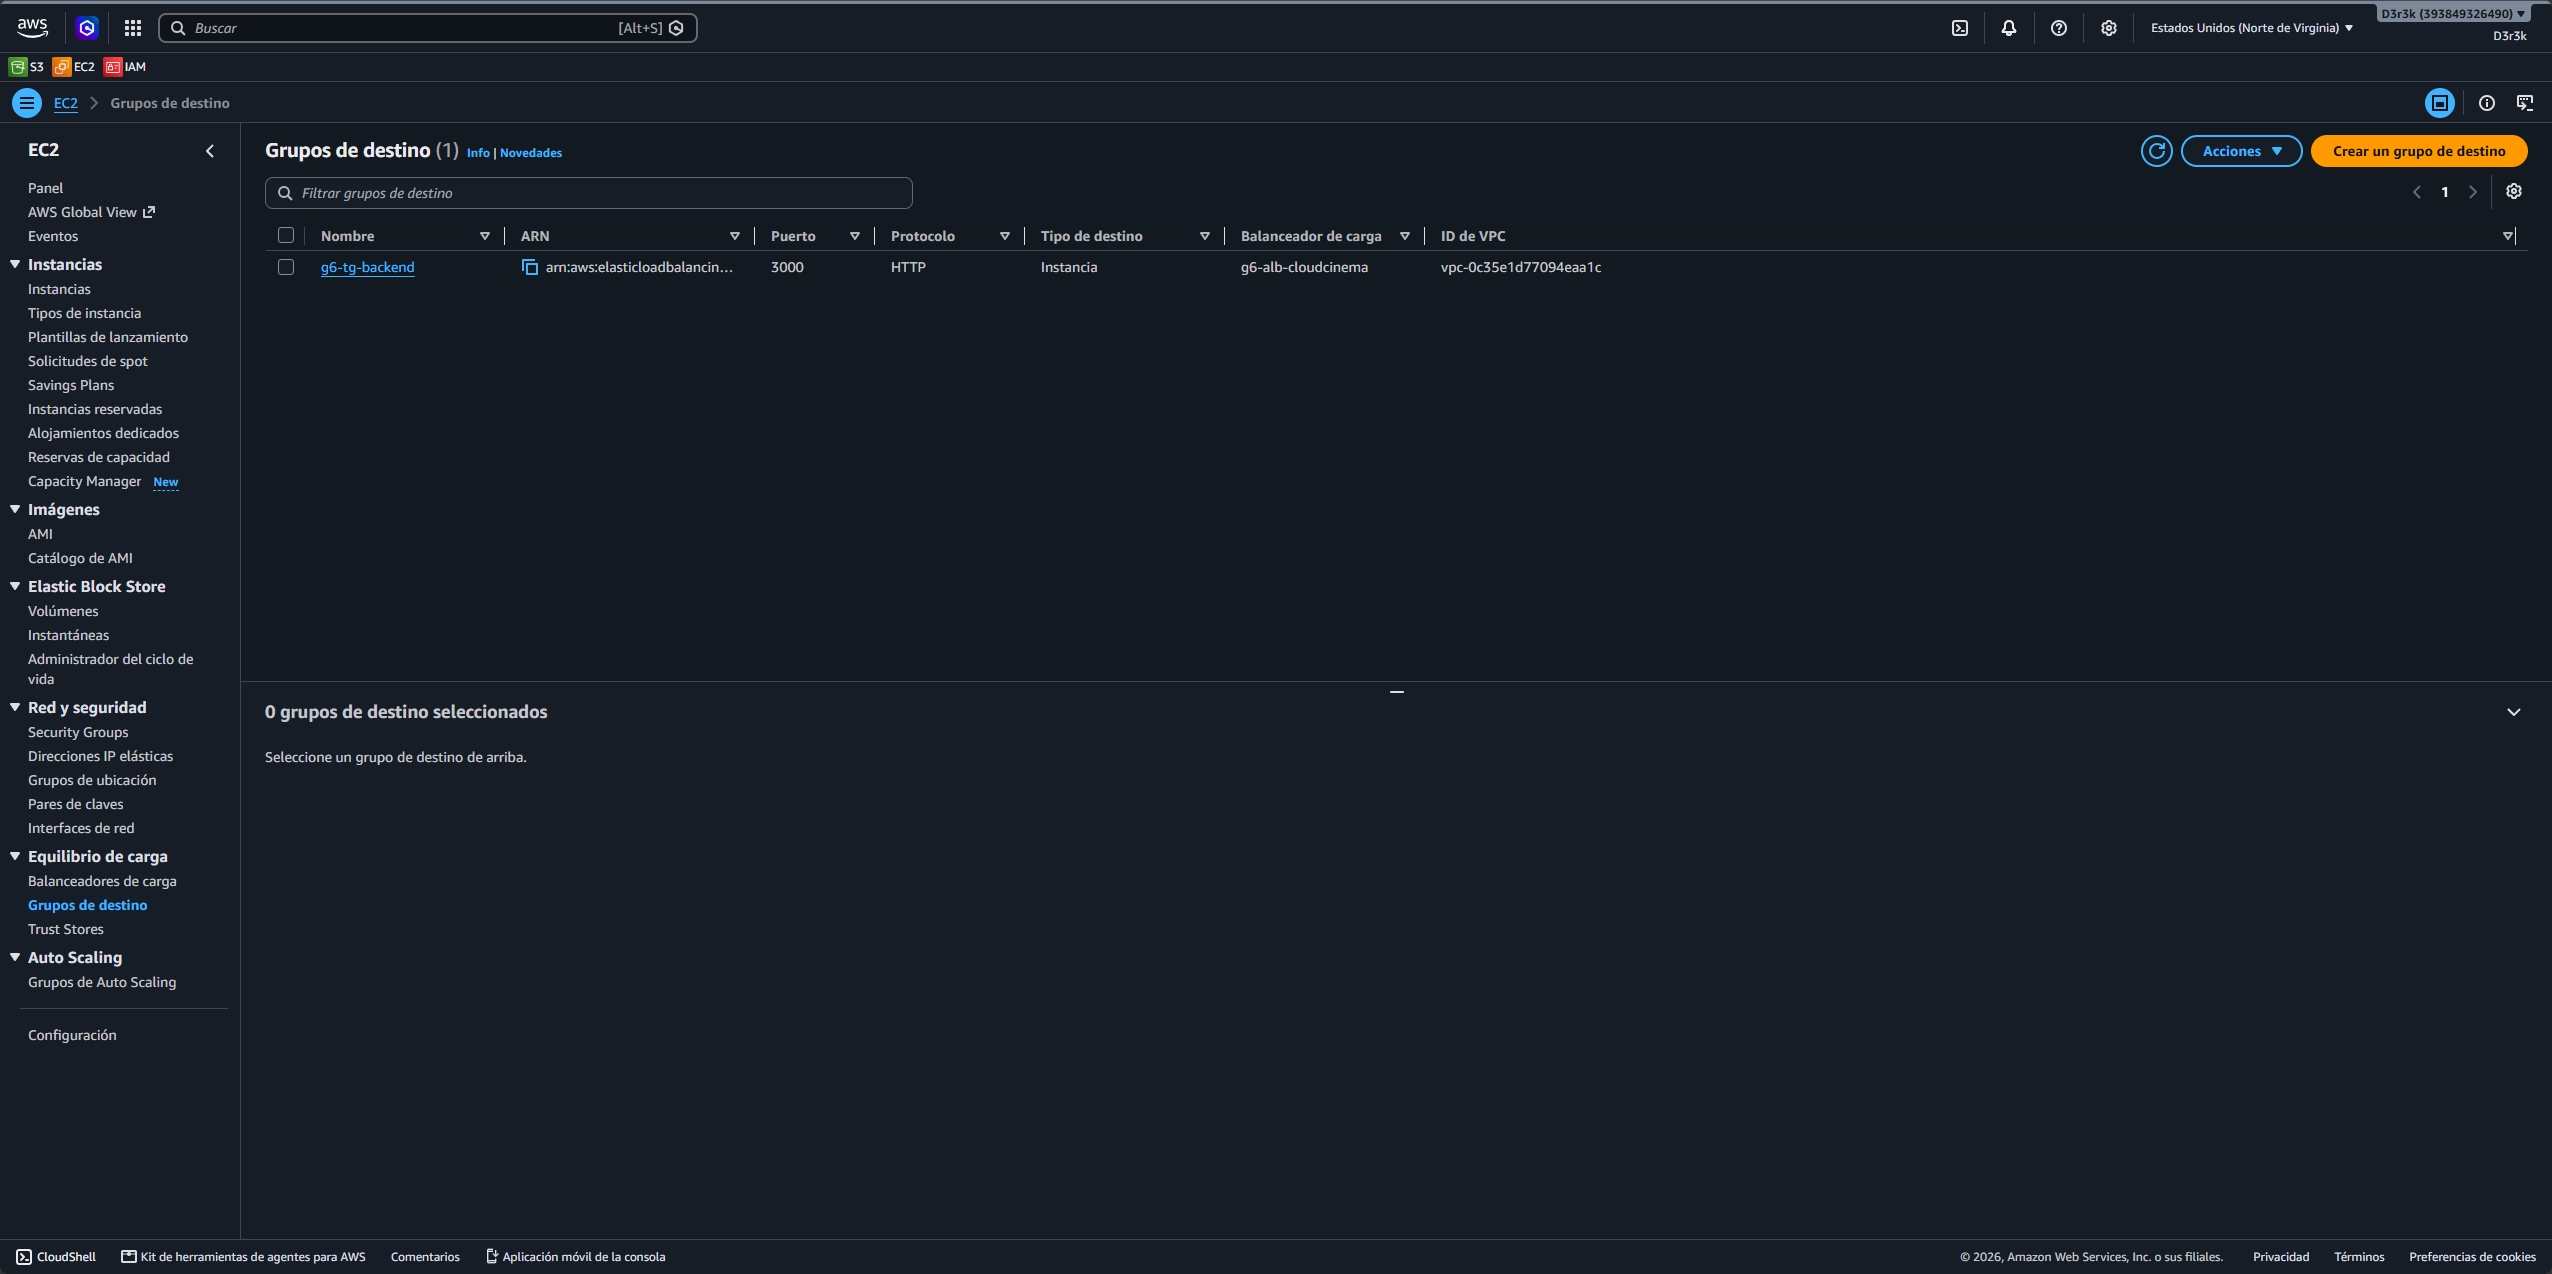 aws
Buscar [Alt+S]
Estados Unidos (Norte de Virginia)
D3r3k (393849326490)
D3r3k
S3 EC2 IAM
EC2 Grupos de destino
EC2
Panel
AWS Global View
Eventos
Instancias
Instancias
Tipos de instancia
Plantillas de lanzamiento
Solicitudes de spot
Savings Plans
Instancias reservadas
Alojamientos dedicados
Reservas de capacidad
Capacity Manager New
Imágenes
AMI
Catálogo de AMI
Elastic Block Store
Volúmenes
Instantáneas
Administrador del ciclo de
vida
Red y seguridad
Security Groups
Direcciones IP elásticas
Grupos de ubicación
Pares de claves
Interfaces de red
Equilibrio de carga
Balanceadores de carga
Grupos de destino
Trust Stores
Auto Scaling
Grupos de Auto Scaling
Configuración
Grupos de destino (1) Info | Novedades
Acciones
Crear un grupo de destino
Filtrar grupos de destino
1
Nombre ARN Puerto Protocolo Tipo de destino Balanceador de carga ID de VPC
g6-tg-backend arn:aws:elasticloadbalancin... 3000 HTTP Instancia g6-alb-cloudcinema vpc-0c35e1d77094eaa1c
0 grupos de destino seleccionados
Seleccione un grupo de destino de arriba.
CloudShell Kit de herramientas de agentes para AWS Comentarios Aplicación móvil de la consola
© 2026, Amazon Web Services, Inc. o sus filiales. Privacidad Términos Preferencias de cookies